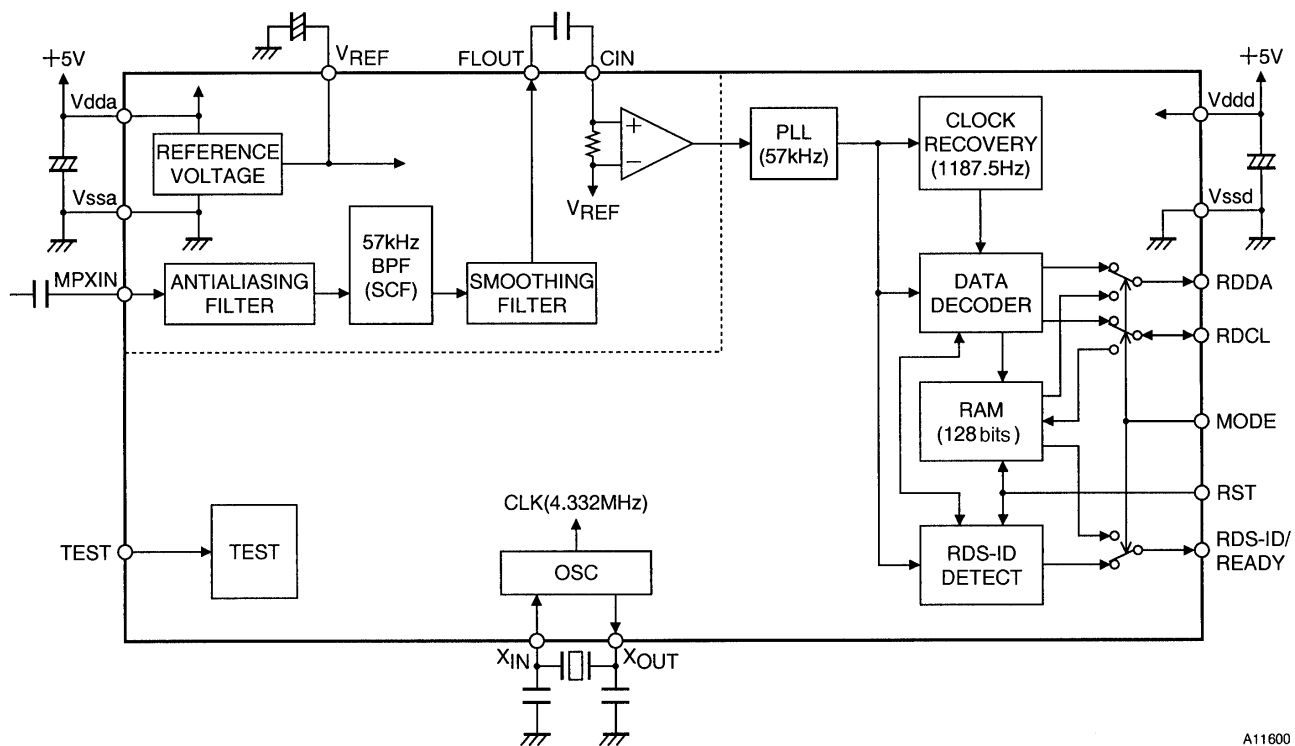 +5V
VREF
FLOUT
CIN
+5V
Vdda
Vddd
REFERENCE
VOLTAGE
+
−
PLL
(57kHz)
CLOCK
RECOVERY
(1187.5Hz)
Vssa
VREF
Vssd
MPXIN
ANTIALIASING
FILTER
57kHz
BPF
(SCF)
SMOOTHING
FILTER
DATA
DECODER
RDDA
RDCL
RAM
(128bits)
MODE
RST
CLK(4.332MHz)
TEST
TEST
OSC
RDS-ID
DETECT
RDS-ID/
READY
XIN
XOUT
A11600